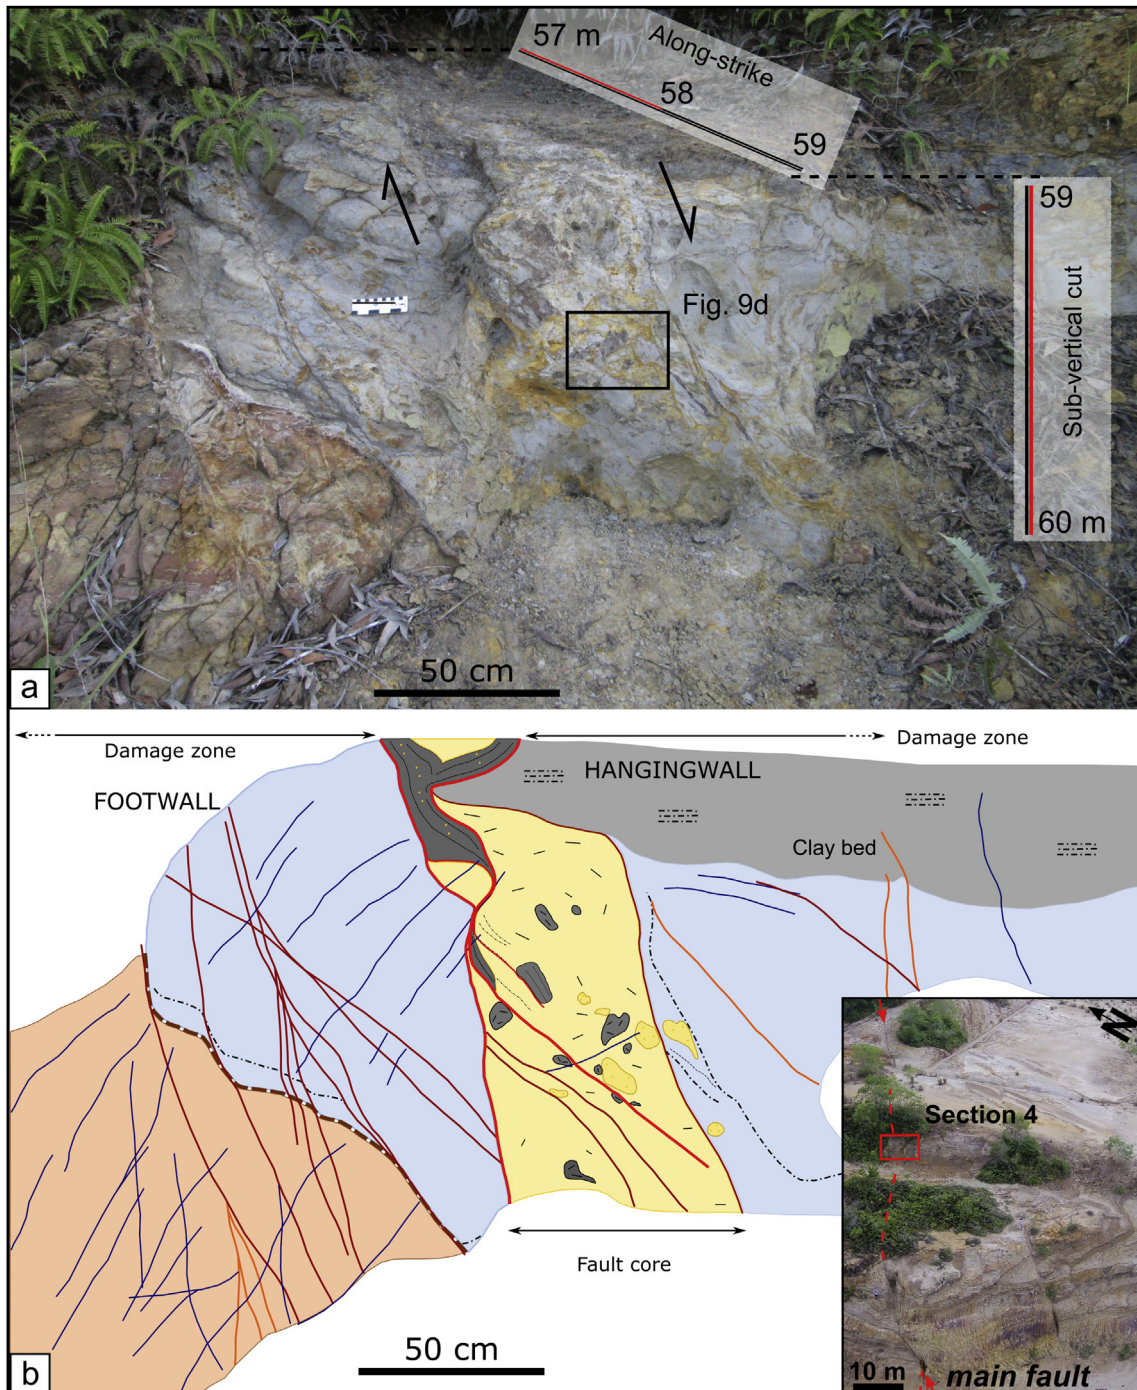 57 m
Along-strike
58
59
59
Sub-vertical cut
60 m
Fig. 9d
50 cm
a
Damage zone
Damage zone
FOOTWALL
HANGINGWALL
Clay bed
N
Section 4
Fault core
50 cm
10 m
main fault
b